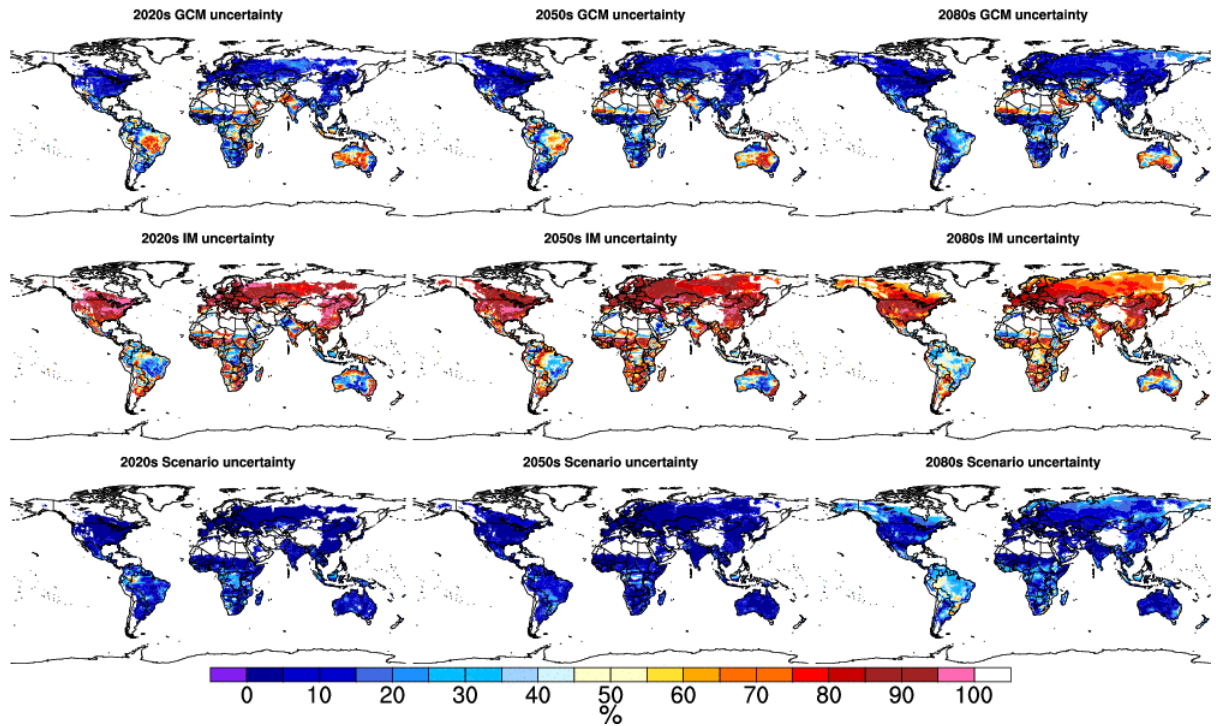 2020s GCM uncertainty 2050s GCM uncertainty 2080s GCM uncertainty
2020s IM uncertainty 2050s IM uncertainty 2080s IM uncertainty
2020s Scenario uncertainty 2050s Scenario uncertainty 2080s Scenario uncertainty
0 10 20 30 40 50 60 70 80 90 100
%